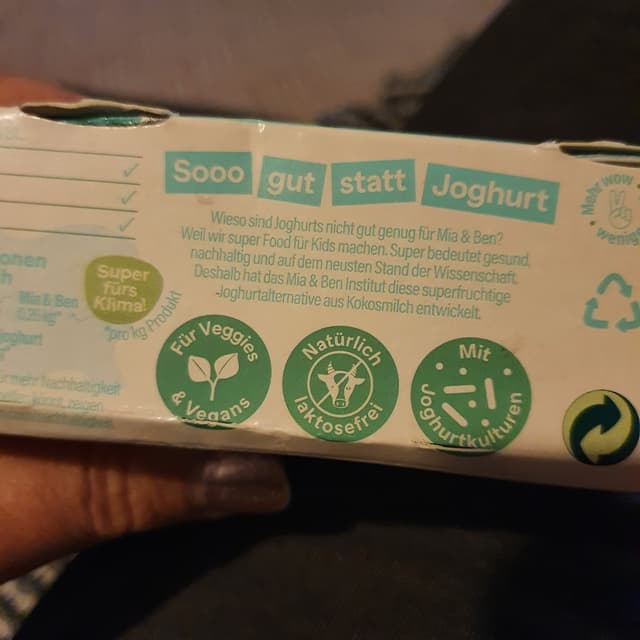 Sooo gut statt Joghurt
Wieso sind Joghurts nicht gut genug für Mia & Ben?
Weil wir super Food für Kids machen. Super bedeutet gesund,
nachhaltig und auf dem neusten Stand der Wissenschaft.
Deshalb hat das Mia & Ben Institut diese superfruchtige
-Joghurtalternative aus Kokosmilch entwickelt.
Super
fürs
Klima!
*pro kg Produkt
Mia & Ben
Für Veggies
& Vegans
Natürlich
laktosefrei
Mit
Joghurtkulturen
Mehr wow
mehr Nachhaltigkeit